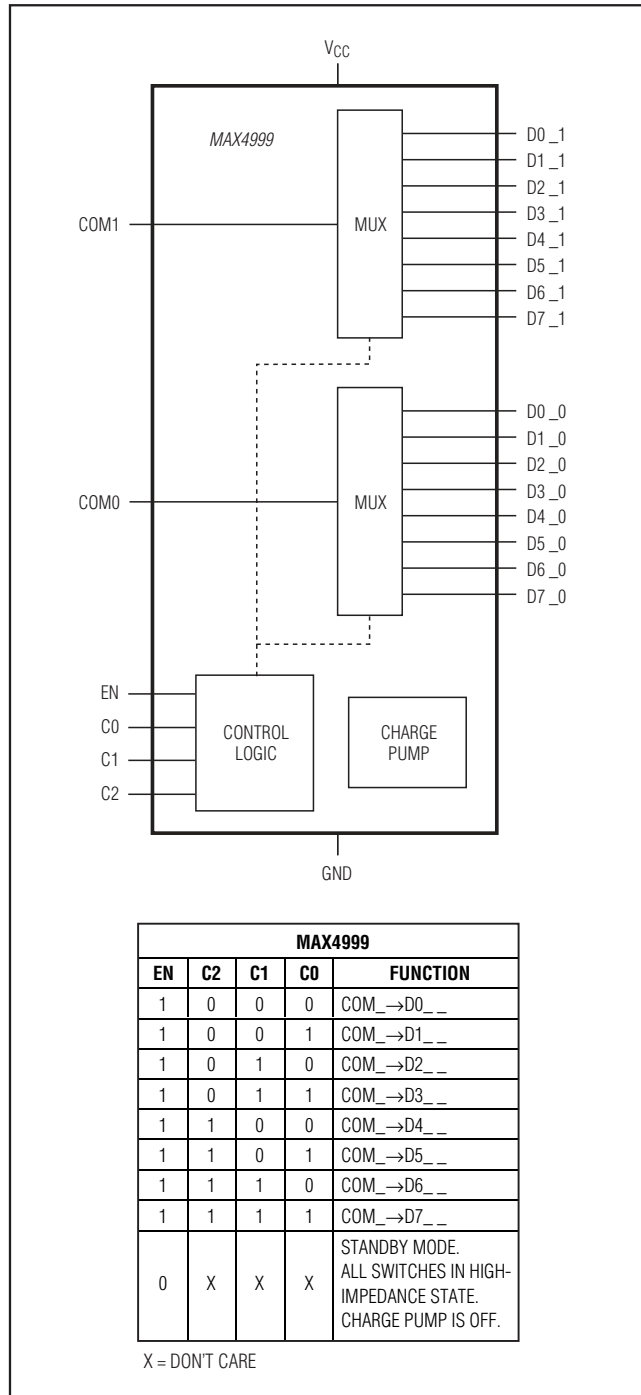 VCC
MAX4999
COM1
MUX
D0_1
D1_1
D2_1
D3_1
D4_1
D5_1
D6_1
D7_1
COM0
MUX
D0_0
D1_0
D2_0
D3_0
D4_0
D5_0
D6_0
D7_0
EN
C0
C1
C2
CONTROL
LOGIC
CHARGE
PUMP
GND
MAX4999
EN C2 C1 C0 FUNCTION
1 0 0 0 COM_→D0_ _
1 0 0 1 COM_→D1_ _
1 0 1 0 COM_→D2_ _
1 0 1 1 COM_→D3_ _
1 1 0 0 COM_→D4_ _
1 1 0 1 COM_→D5_ _
1 1 1 0 COM_→D6_ _
1 1 1 1 COM_→D7_ _
0 X X X STANDBY MODE.
ALL SWITCHES IN HIGH-
IMPEDANCE STATE.
CHARGE PUMP IS OFF.
X = DON'T CARE